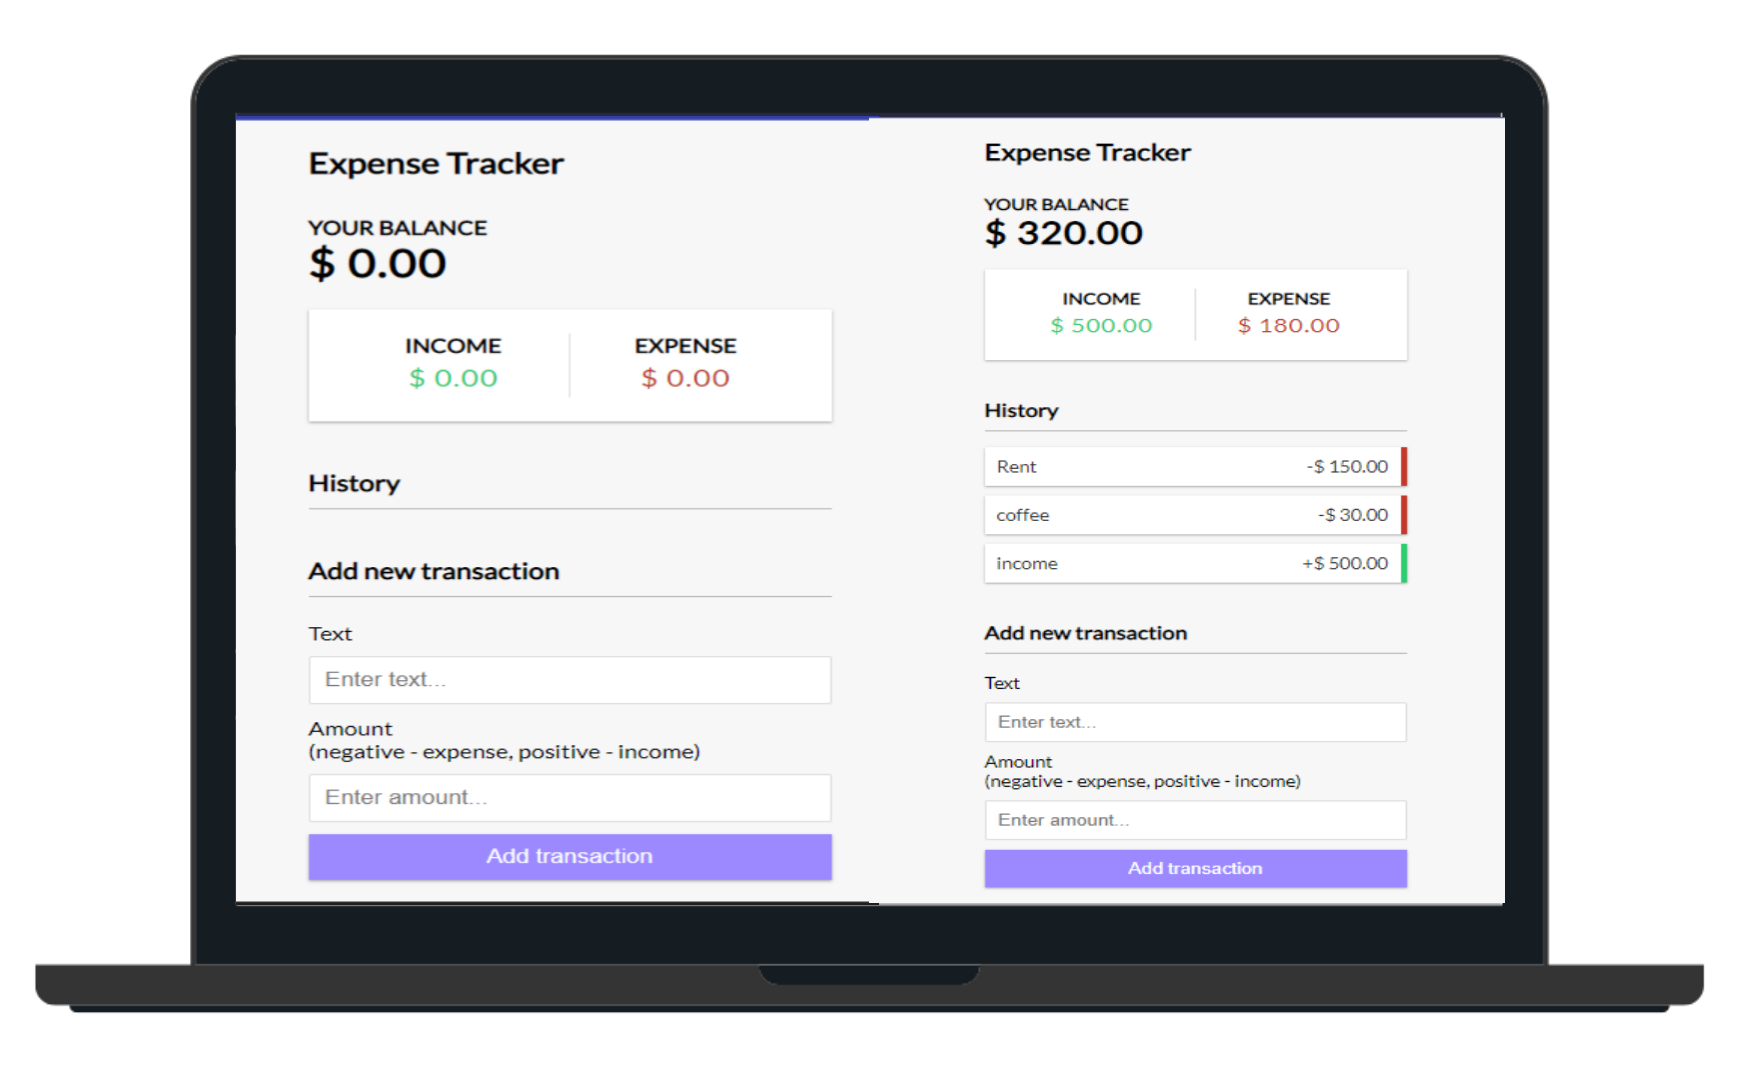 Expense Tracker
YOUR BALANCE
$ 0.00
INCOME
$ 0.00
EXPENSE
$ 0.00
History
Add new transaction
Text
Enter text...
Amount
(negative - expense, positive - income)
Enter amount...
Add transaction
Expense Tracker
YOUR BALANCE
$ 320.00
INCOME
$ 500.00
EXPENSE
$ 180.00
History
Rent -$ 150.00
coffee -$ 30.00
income +$ 500.00
Add new transaction
Text
Enter text...
Amount
(negative - expense, positive - income)
Enter amount...
Add transaction